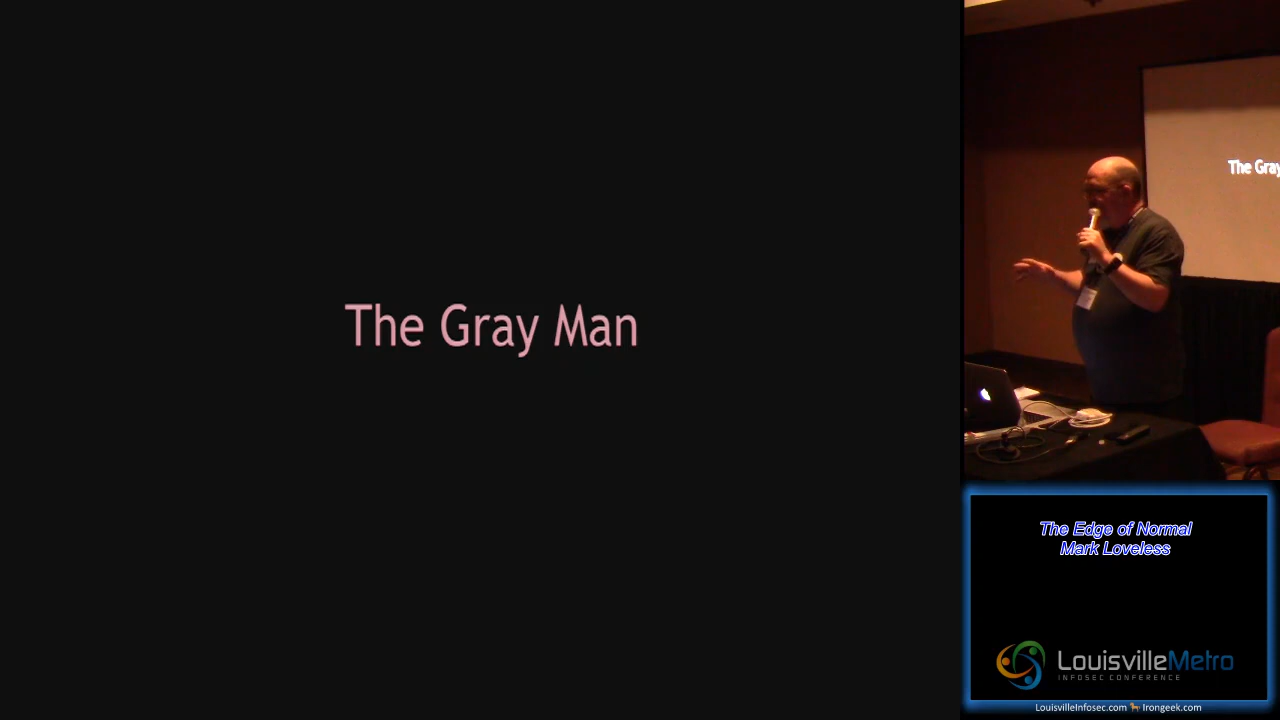 The Gray Man
The Gray
The Edge of Normal
Mark Loveless
LouisvilleMetro
INFOSEC CONFERENCE
LouisvilleInfosec.com Irongeek.com